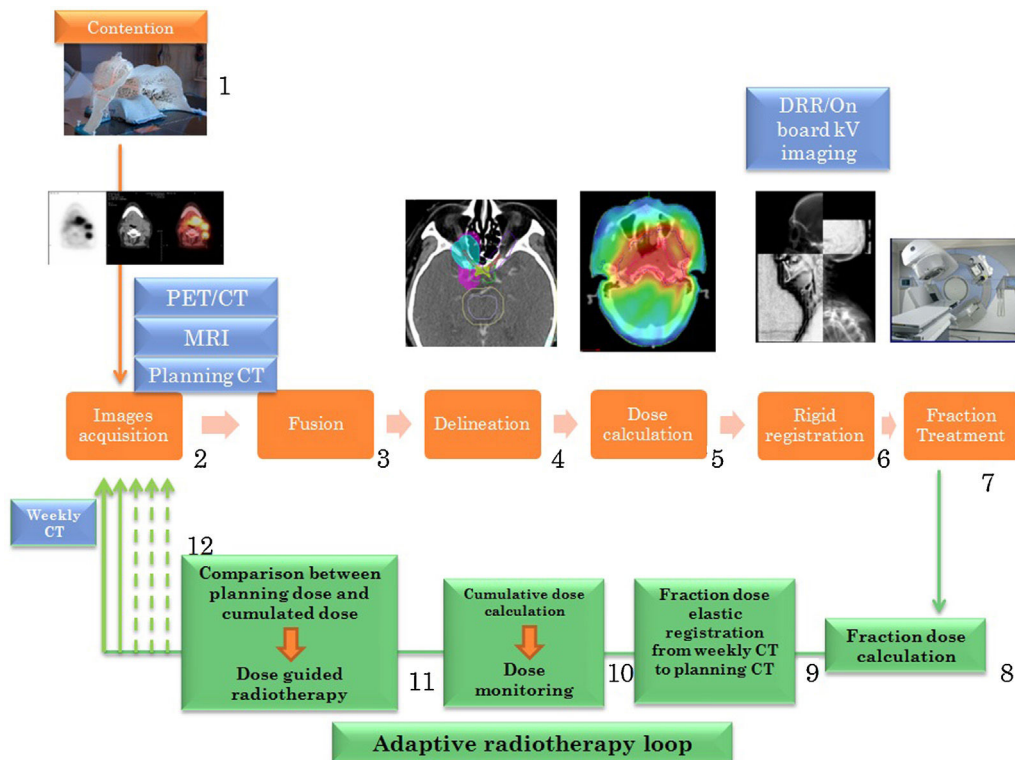 Contention
1
DRR/On
board kV
imaging
PET/CT
MRI
Planning CT
Images
acquisition
2
Fusion
3
Delineation
4
Dose
calculation
5
Rigid
registration
6
Fraction
Treatment
7
Weekly
CT
12
Comparison between
planning dose and
cumulated dose
Dose guided
radiotherapy
11
Cumulative dose
calculation
Dose
monitoring
10
Fraction dose
elastic
registration
from weekly CT
to planning CT
9
Fraction dose
calculation
8
Adaptive radiotherapy loop